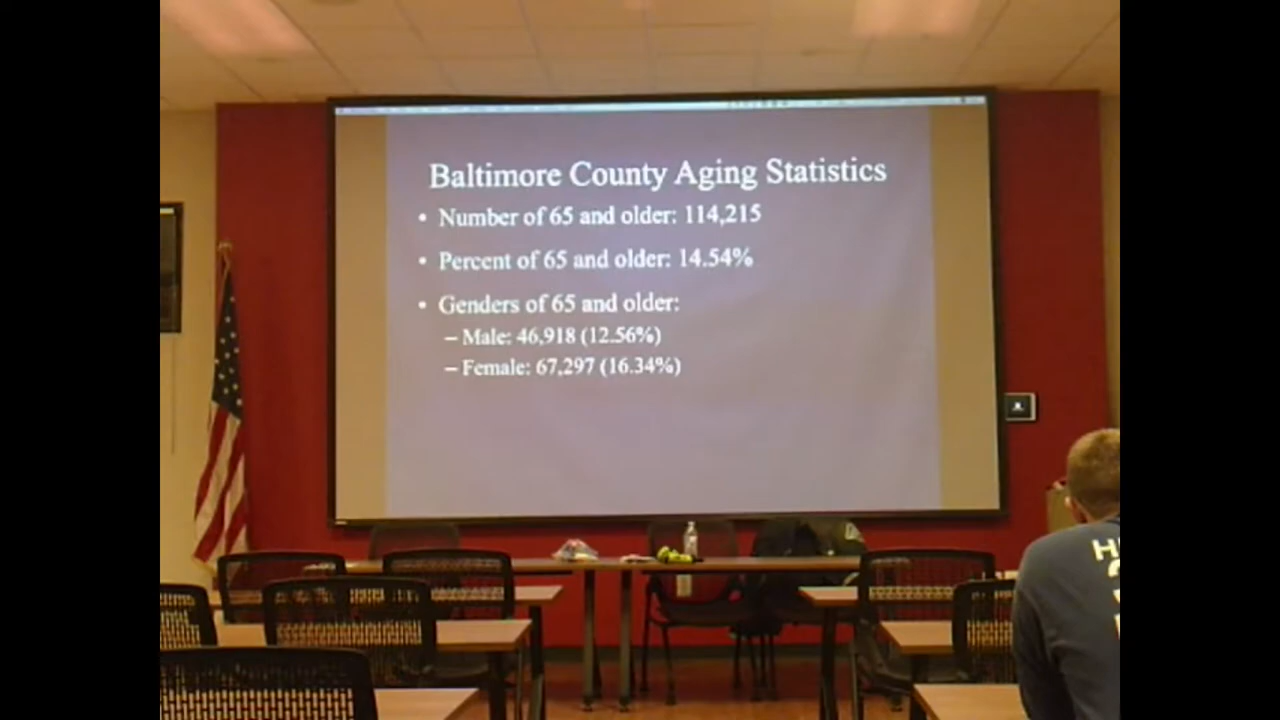 Baltimore County Aging Statistics
• Number of 65 and older: 114,215
• Percent of 65 and older: 14.54%
• Genders of 65 and older:
– Male: 46,918 (12.56%)
– Female: 67,297 (16.34%)